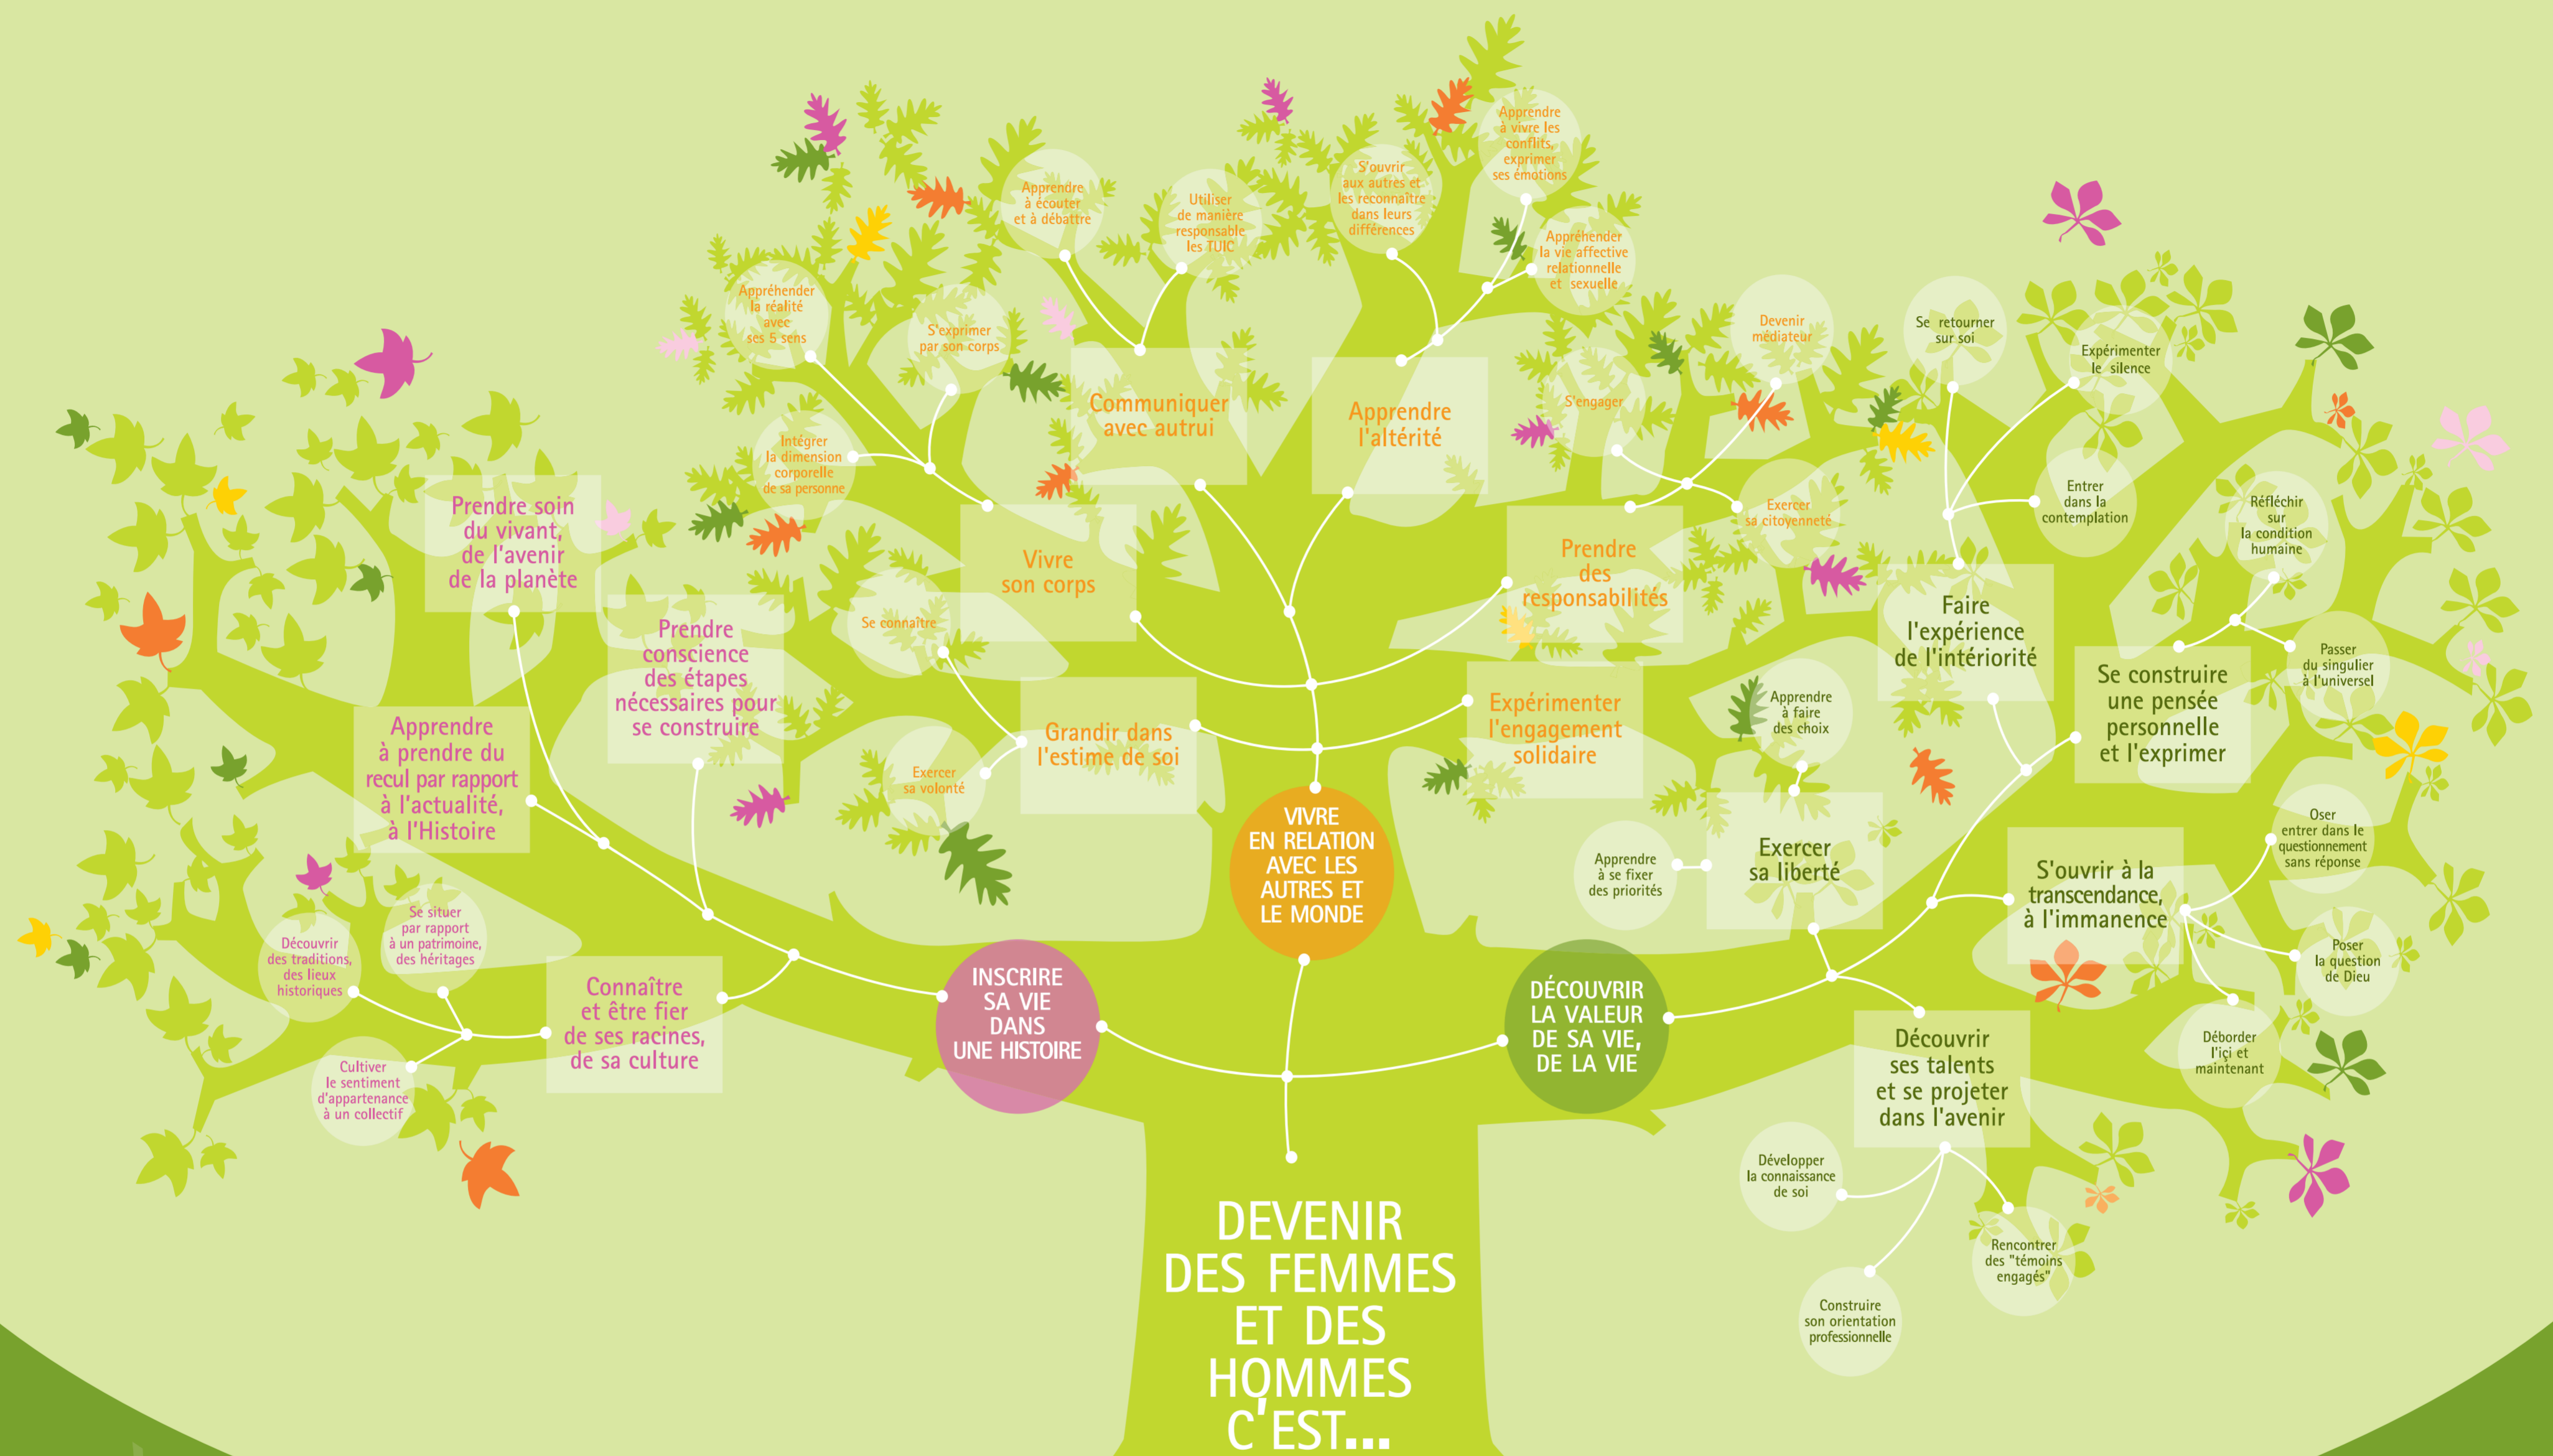 Apprendre
à vivre les
conflits,
exprimer
ses émotions
S'ouvrir
aux autres et
les reconnaître
dans leurs
différences
Apprendre
à écouter
et à débattre
Utiliser
de manière
responsable
les TUIC
Appréhender
la vie affective
relationnelle
et sexuelle
Appréhender
la réalité
avec
ses 5 sens
S'exprimer
par son corps
Devenir
médiateur
Se retourner
sur soi
Expérimenter
le silence
Communiquer
avec autrui
Apprendre
l'altérité
S'engager
Intégrer
la dimension
corporelle
de sa personne
Entrer
dans la
contemplation
Exercer
sa citoyenneté
Réfléchir
sur
la condition
humaine
Prendre soin
du vivant,
de l'avenir
de la planète
Vivre
son corps
Prendre
des
responsabilités
Faire
l'expérience
de l'intériorité
Se connaître
Prendre
conscience
des étapes
nécessaires pour
se construire
Passer
du singulier
à l'universel
Se construire
une pensée
personnelle
et l'exprimer
Apprendre
à prendre du
recul par rapport
à l'actualité,
à l'Histoire
Grandir dans
l'estime de soi
Expérimenter
l'engagement
solidaire
Apprendre
à faire
des choix
Exercer
sa volonté
VIVRE
EN RELATION
AVEC LES
AUTRES ET
LE MONDE
Apprendre
à se fixer
des priorités
Exercer
sa liberté
Oser
entrer dans le
questionnement
sans réponse
S'ouvrir à la
transcendance,
à l'immanence
Se situer
par rapport
à un patrimoine,
des héritages
Découvrir
des traditions,
des lieux
historiques
Poser
la question
de Dieu
Connaître
et être fier
de ses racines,
de sa culture
INSCRIRE
SA VIE
DANS
UNE HISTOIRE
DÉCOUVRIR
LA VALEUR
DE SA VIE,
DE LA VIE
Découvrir
ses talents
et se projeter
dans l'avenir
Déborder
l'içi et
maintenant
Cultiver
le sentiment
d'appartenance
à un collectif
Développer
la connaissance
de soi
Rencontrer
des "témoins
engagés"
Construire
son orientation
professionnelle
DEVENIR
DES FEMMES
ET DES
HOMMES
C'EST...